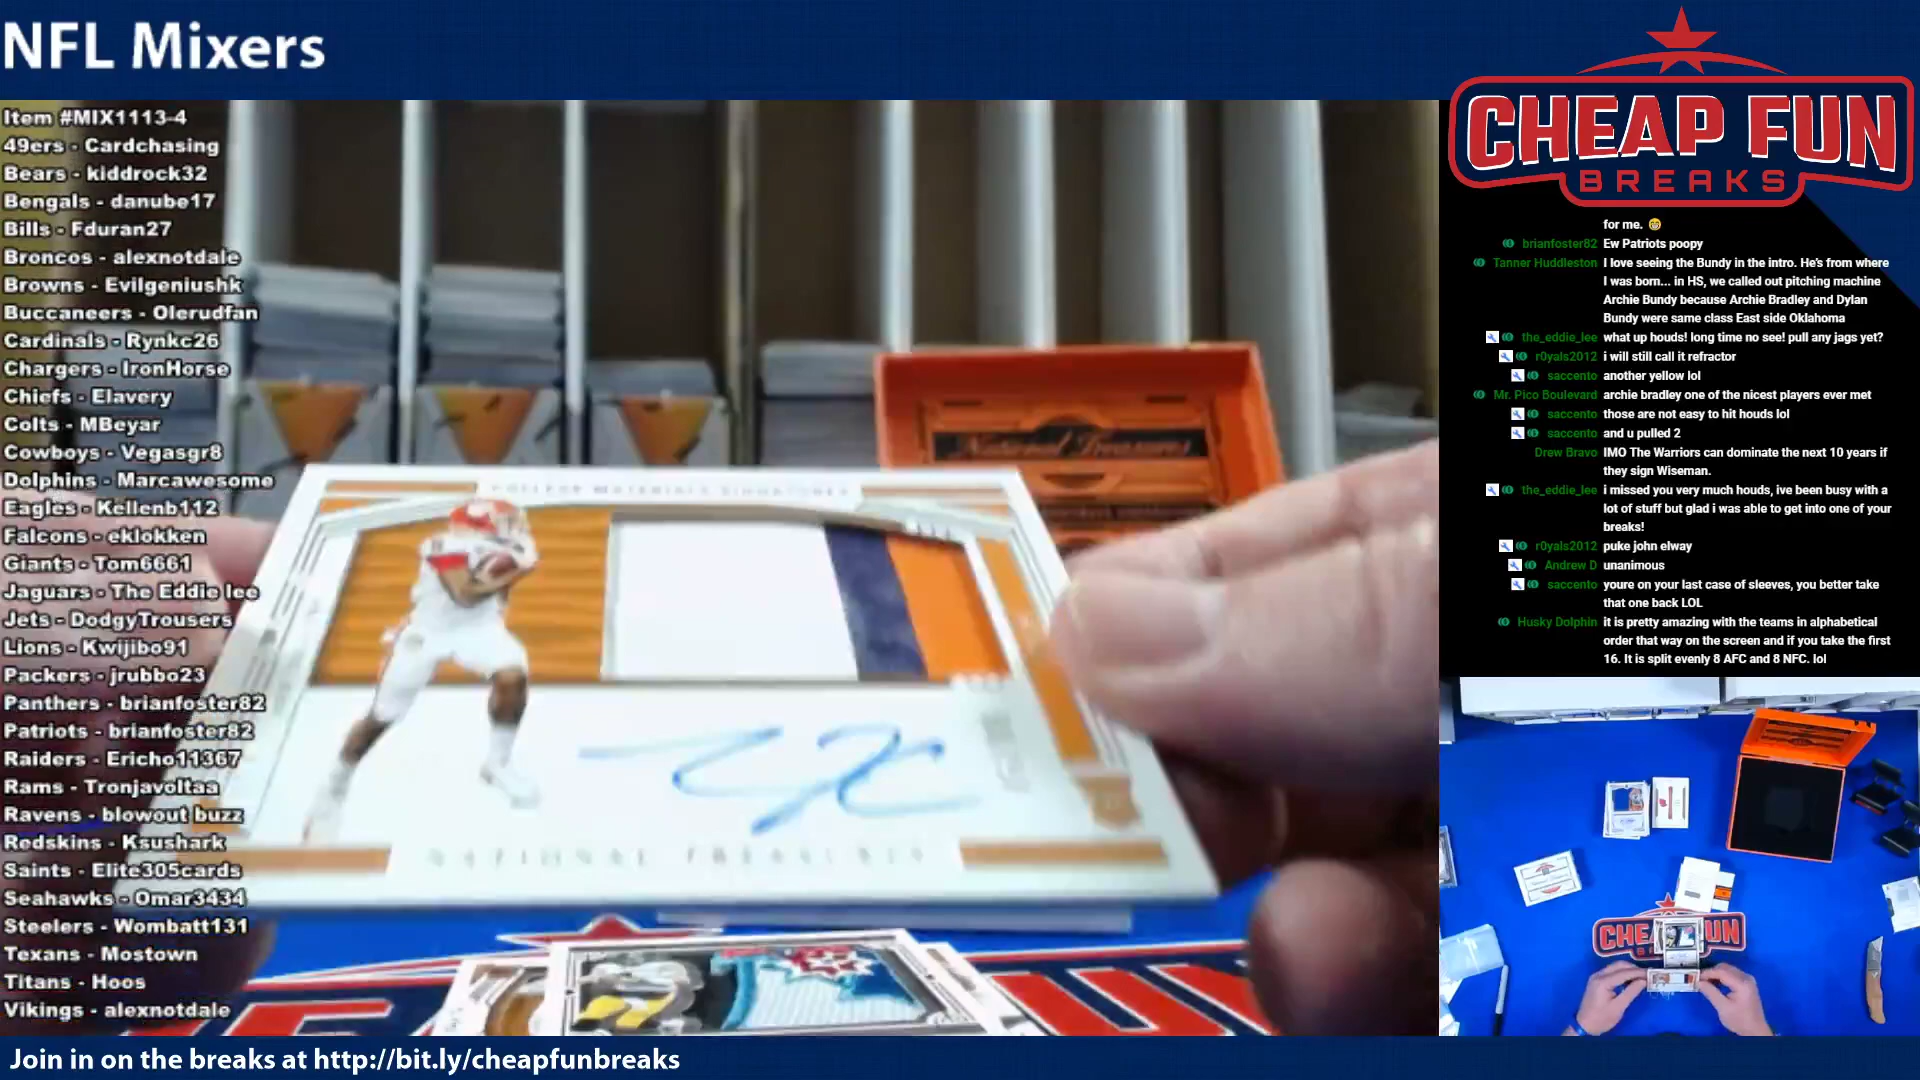 NFL Mixers
Item #MIX1113-4
49ers - Cardchasing
Bears - kiddrock32
Bengals - danube17
Bills - Fduran27
Broncos - alexnotdale
Browns - Evilgeniushk
Buccaneers - Olerudfan
Cardinals - Rynkc26
Chargers - IronHorse
Chiefs - Elavery
Colts - MBeyar
Cowboys - Vegasgr8
Dolphins - Marcawesome
Eagles - Kellenb112
Falcons - eklokken
Giants - Tom6661
Jaguars - The Eddie lee
Jets - DodgyTrousers
Lions - Kwijibo91
Packers - jrubbo23
Panthers - brianfoster82
Patriots - brianfoster82
Raiders - Ericho11367
Rams - Tronjavoltaa
Ravens - blowout buzz
Redskins - Ksushark
Saints - Elite305cards
Seahawks - Omar3434
Steelers - Wombatt131
Texans - Mostown
Titans - Hoos
Vikings - alexnotdale
National Treasures
COLLEGE MATERIALS SIGNATURES
NATIONAL TREASURES
CHEAP FUN
BREAKS
for me. 😁
brianfoster82 Ew Patriots poopy
Tanner Huddleston I love seeing the Bundy in the intro. He's from where
I was born... in HS, we called out pitching machine
Archie Bundy because Archie Bradley and Dylan
Bundy were same class East side Oklahoma
the_eddie_lee what up houds! long time no see! pull any jags yet?
r0yals2012 i will still call it refractor
saccento another yellow lol
Mr. Pico Boulevard archie bradley one of the nicest players ever met
saccento those are not easy to hit houds lol
saccento and u pulled 2
Drew Bravo IMO The Warriors can dominate the next 10 years if
they sign Wiseman.
the_eddie_lee i missed you very much houds, ive been busy with a
lot of stuff but glad i was able to get into one of your
breaks!
r0yals2012 puke john elway
Andrew D unanimous
saccento youre on your last case of sleeves, you better take
that one back LOL
Husky Dolphin it is pretty amazing with the teams in alphabetical
order that way on the screen and if you take the first
16. It is split evenly 8 AFC and 8 NFC. lol
Join in on the breaks at http://bit.ly/cheapfunbreaks